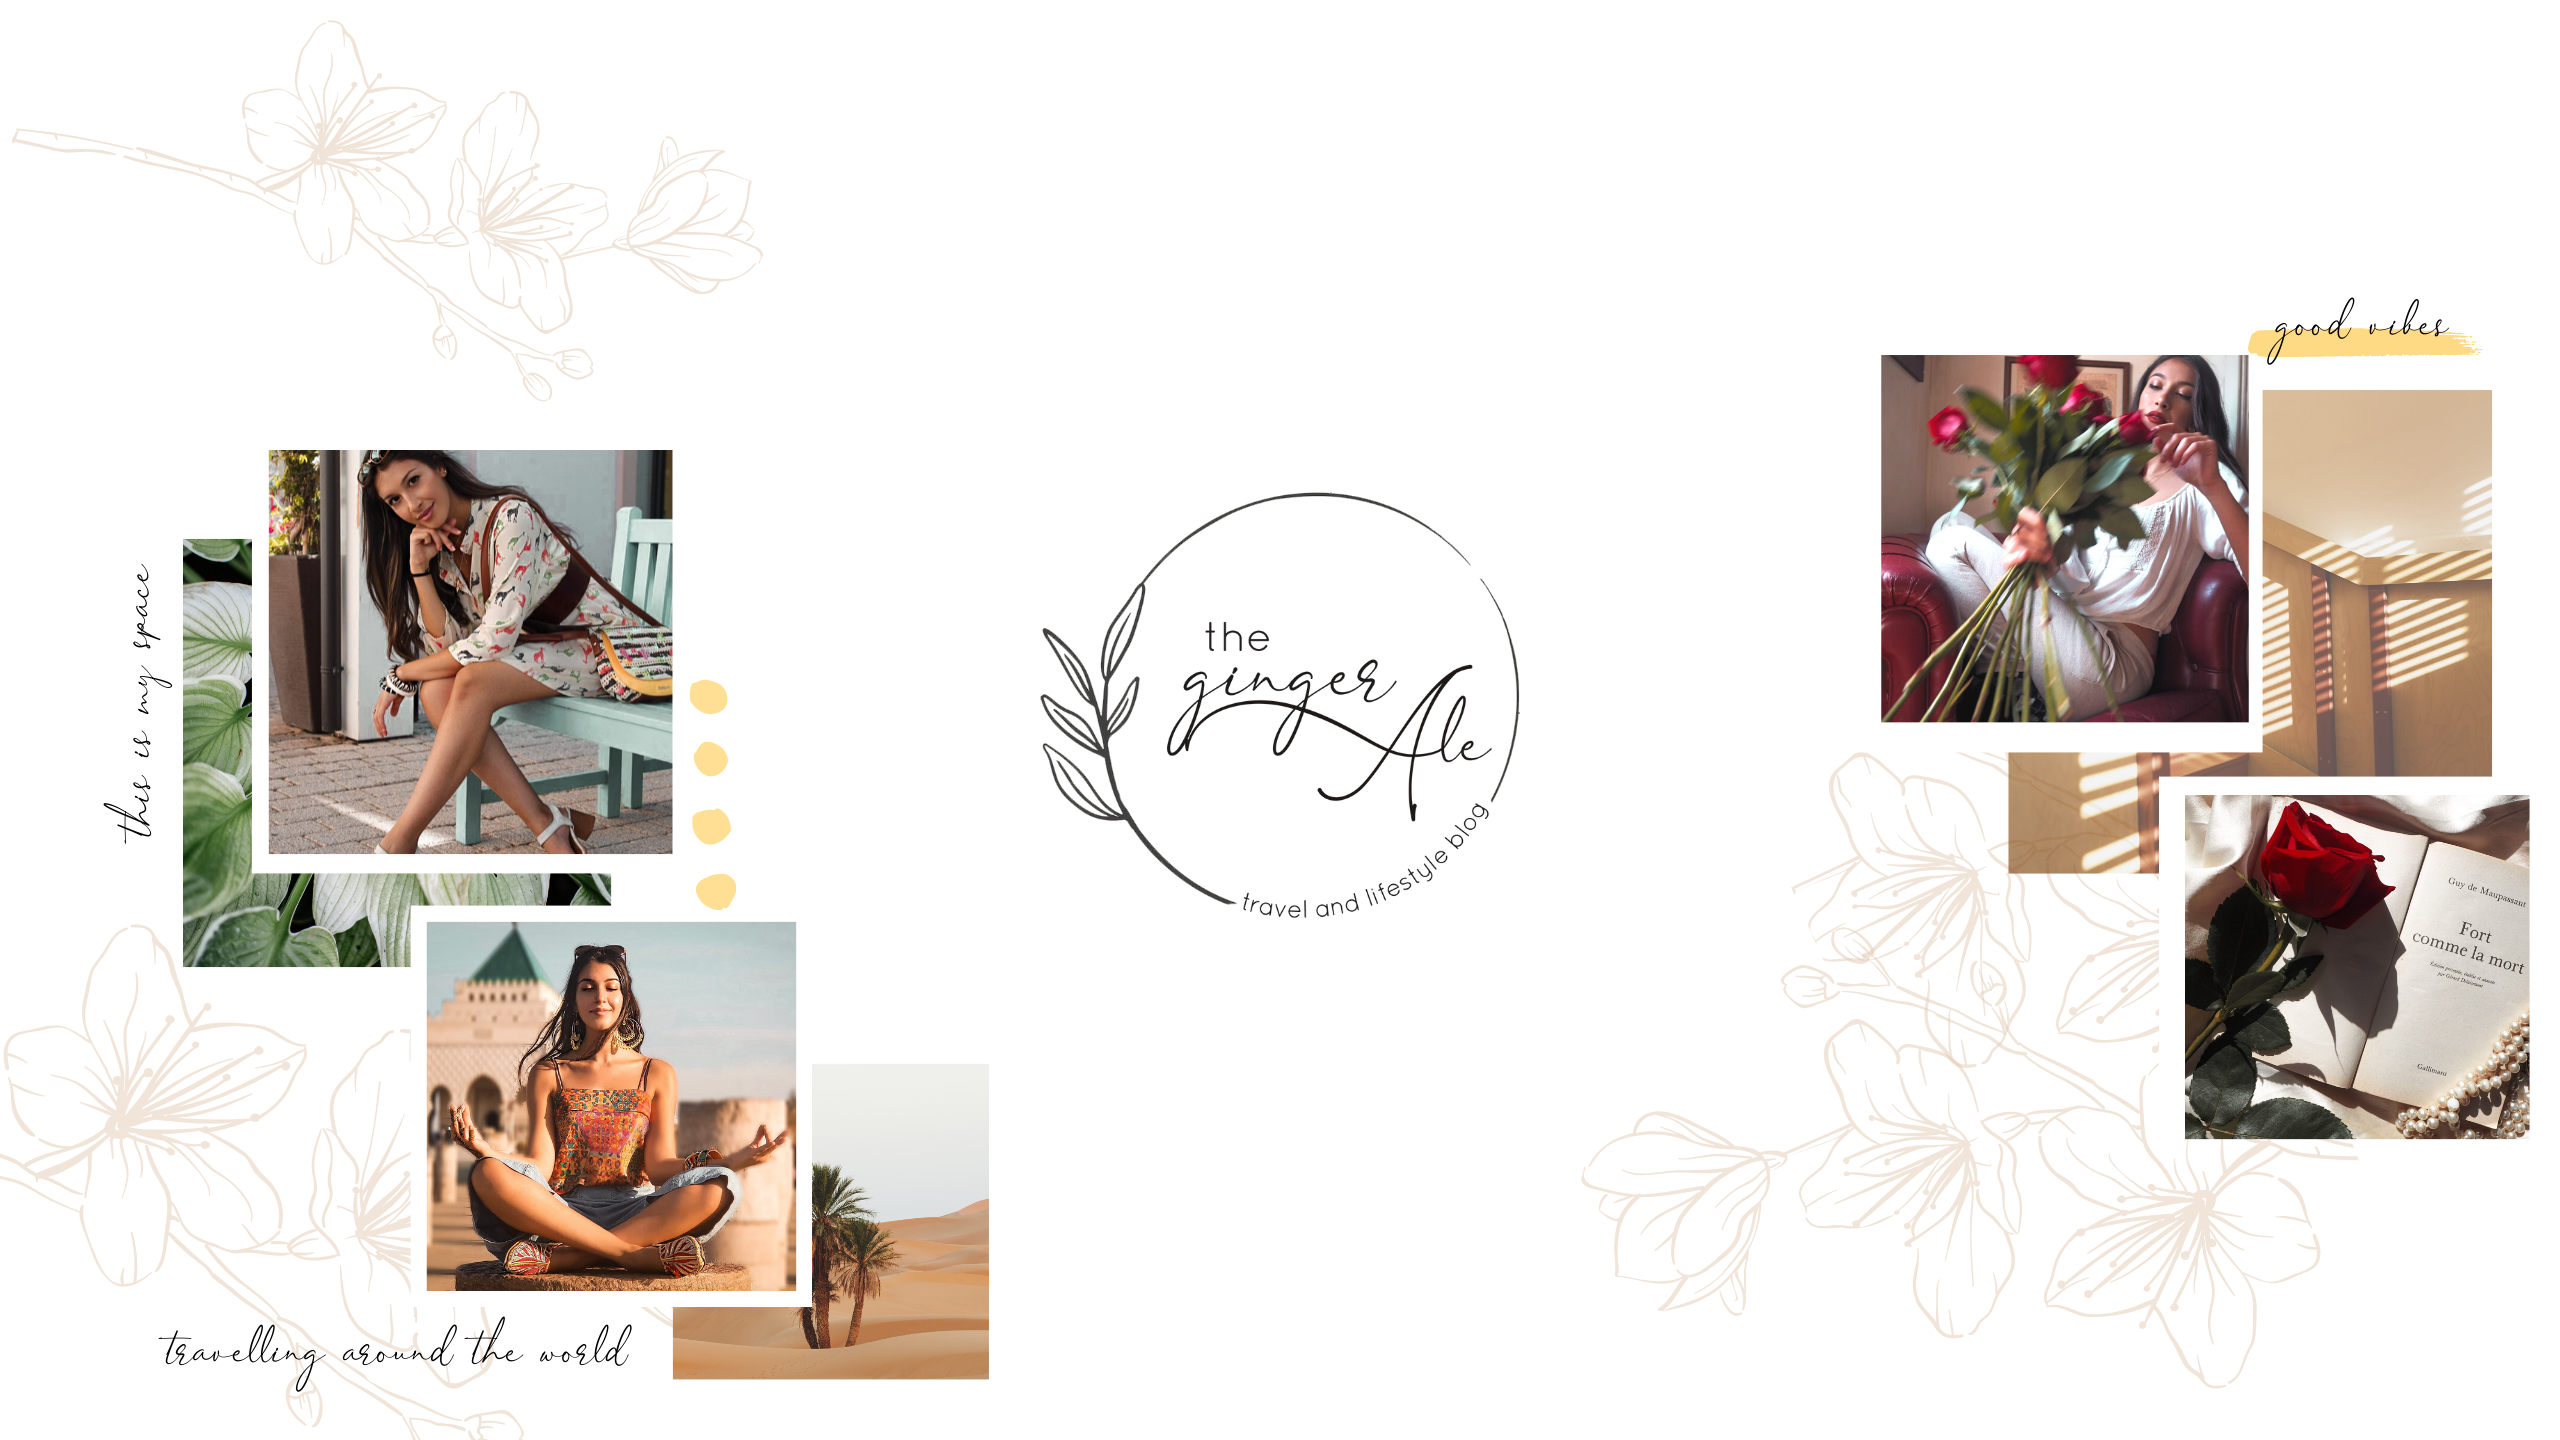 good vibes
this is my space
the
ginger
Ale
travel and lifestyle blog
Guy de Maupassant
Fort
comme la mort
Gallimard
travelling around the world